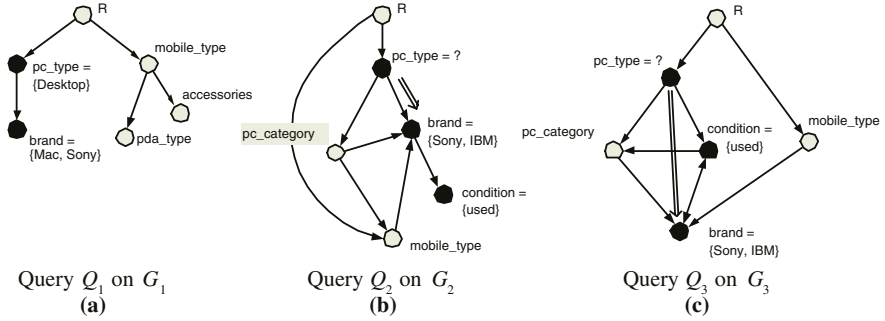 R
mobile_type
pc_type =
{Desktop}
accessories
brand =
{Mac, Sony}
pda_type
Query Q1 on G1
(a)
R
pc_type = ?
pc_category
brand =
{Sony, IBM}
condition =
{used}
mobile_type
Query Q2 on G2
(b)
R
pc_type = ?
pc_category
condition =
{used}
mobile_type
brand =
{Sony, IBM}
Query Q3 on G3
(c)